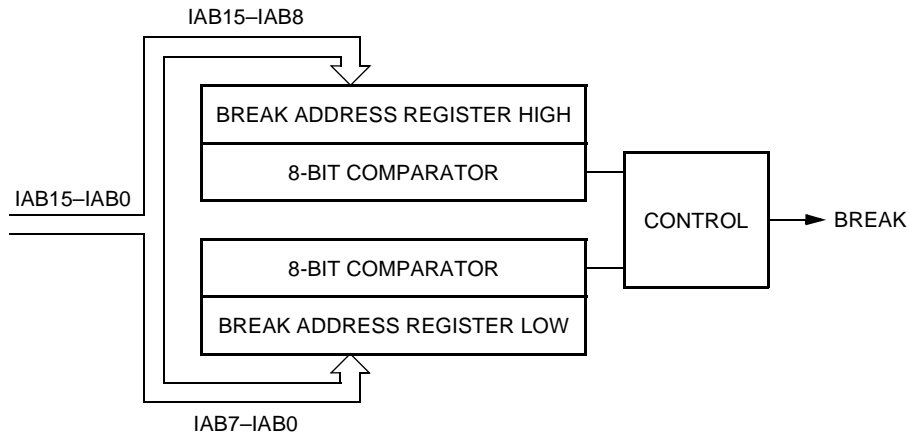 IAB15–IAB8
BREAK ADDRESS REGISTER HIGH
8-BIT COMPARATOR
IAB15–IAB0
CONTROL
BREAK
8-BIT COMPARATOR
BREAK ADDRESS REGISTER LOW
IAB7–IAB0